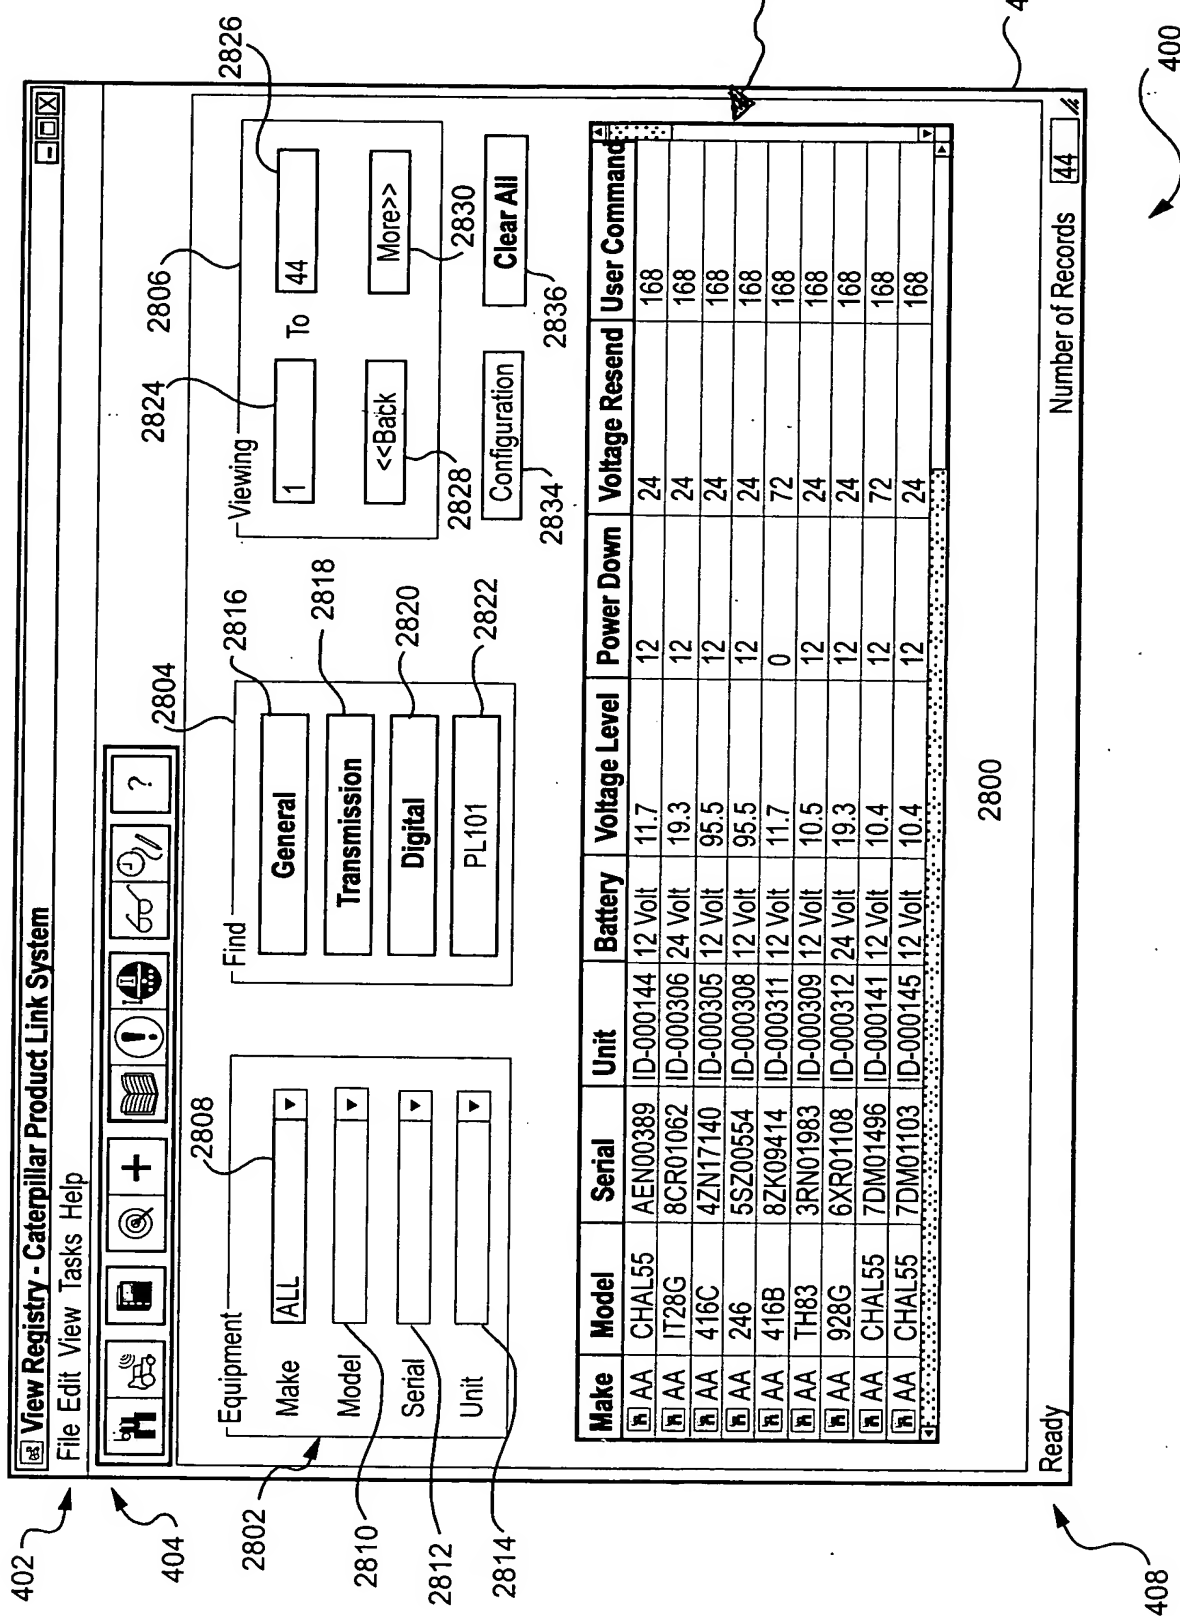 402
404
View Registry - Caterpillar Product Link System
File Edit View Tasks Help
?
2802
2808
2804
2816
2824
2806
2826
Equipment
Find
Viewing
Make ALL
General
1 To 44
Model
Transmission
2818
<<Back
More>>
Serial
Digital
2820
2828
2830
Unit
PL101
2822
Configuration
Clear All
2810
2812
2814
2834
2836
Make Model Serial Unit Battery Voltage Level Power Down Voltage Resend User Command
AA CHAL55 AEN00389 ID-000144 12 Volt 11.7 12 24 168
AA IT28G 8CR01062 ID-000306 24 Volt 19.3 12 24 168
AA 416C 4ZN17140 ID-000305 12 Volt 95.5 12 24 168
AA 246 5SZ00554 ID-000308 12 Volt 95.5 12 24 168
AA 416B 8ZK09414 ID-000311 12 Volt 11.7 0 72 168
AA TH83 3RN01983 ID-000309 12 Volt 10.5 12 24 168
AA 928G 6XR01108 ID-000312 24 Volt 19.3 12 24 168
AA CHAL55 7DM01496 ID-000141 12 Volt 10.4 12 72 168
AA CHAL55 7DM01103 ID-000145 12 Volt 10.4 12 24 168
2800
Ready
Number of Records 44
408
400